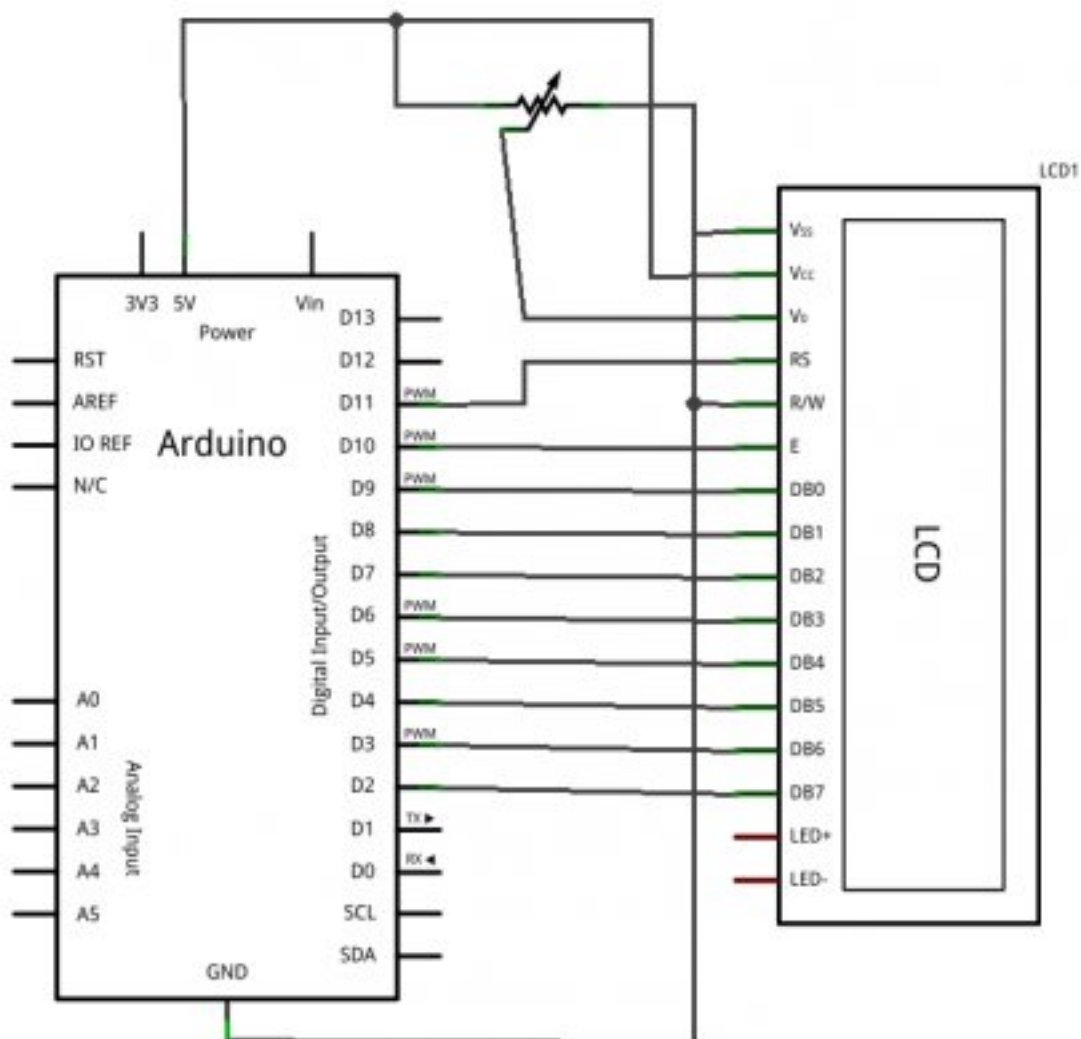 LCD1
3V3 5V Vin
Power
RST
AREF
IO REF
N/C
Arduino
A0
A1
A2
A3
A4
A5
Analog Input
Digital Input/Output
D13
D12
D11 PWM
D10 PWM
D9 PWM
D8
D7
D6 PWM
D5 PWM
D4
D3 PWM
D2
D1 TX ▶
D0 RX ◀
SCL
SDA
GND
Vss
Vcc
RS
R/W
E
DB0
DB1
DB2
DB3
DB4
DB5
DB6
DB7
LED+
LED-
LCD